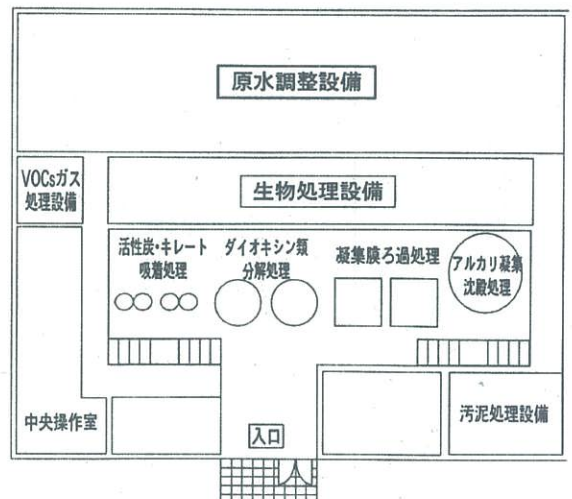 原水調整設備
VOCsガス
処理設備
生物処理設備
活性炭・キレート
吸着処理
ダイオキシン類
分解処理
凝集膜ろ過処理
アルカリ凝集
沈殿処理
中央操作室
入口
汚泥処理設備